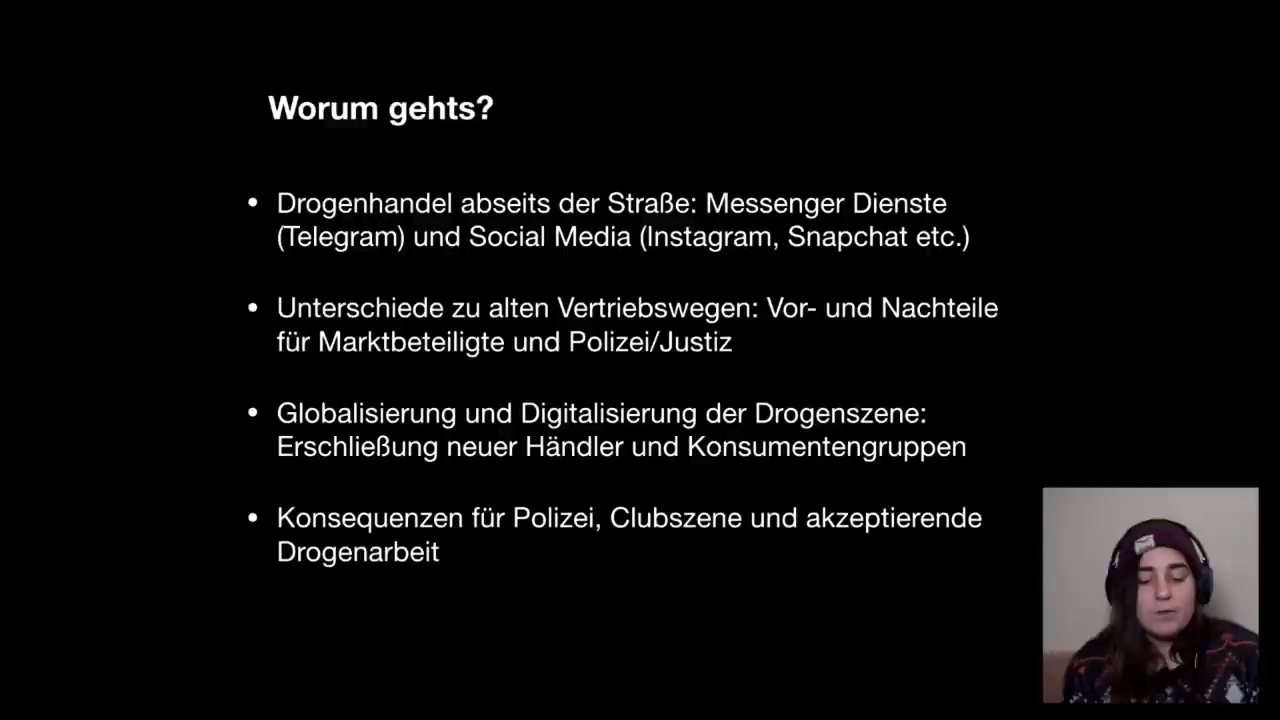 Worum gehts?
• Drogenhandel abseits der Straße: Messenger Dienste
(Telegram) und Social Media (Instagram, Snapchat etc.)
• Unterschiede zu alten Vertriebswegen: Vor- und Nachteile
für Marktbeteiligte und Polizei/Justiz
• Globalisierung und Digitalisierung der Drogenszene:
Erschließung neuer Händler und Konsumentengruppen
• Konsequenzen für Polizei, Clubszene und akzeptierende
Drogenarbeit